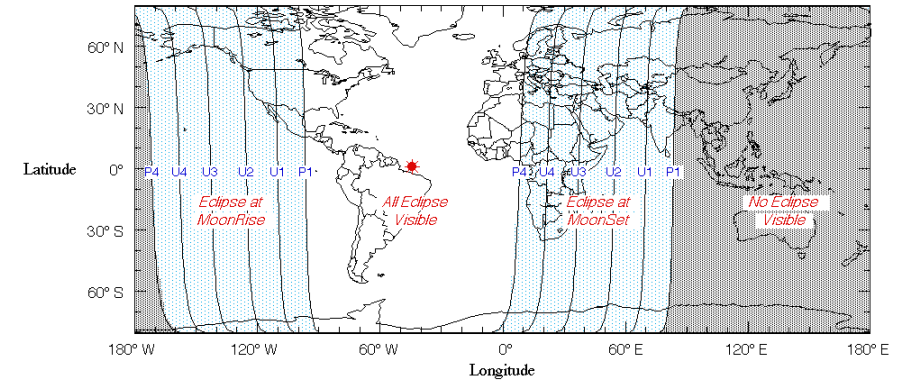 60° N
30° N
Latitude
0°
P4 U4 U3 U2 U1 P1
P4 U4 U3 U2 U1 P1
Eclipse at
MoonRise
All Eclipse
Visible
Eclipse at
MoonSet
No Eclipse
Visible
30° S
60° S
180° W
120° W
60° W
0°
60° E
120° E
180° E
Longitude